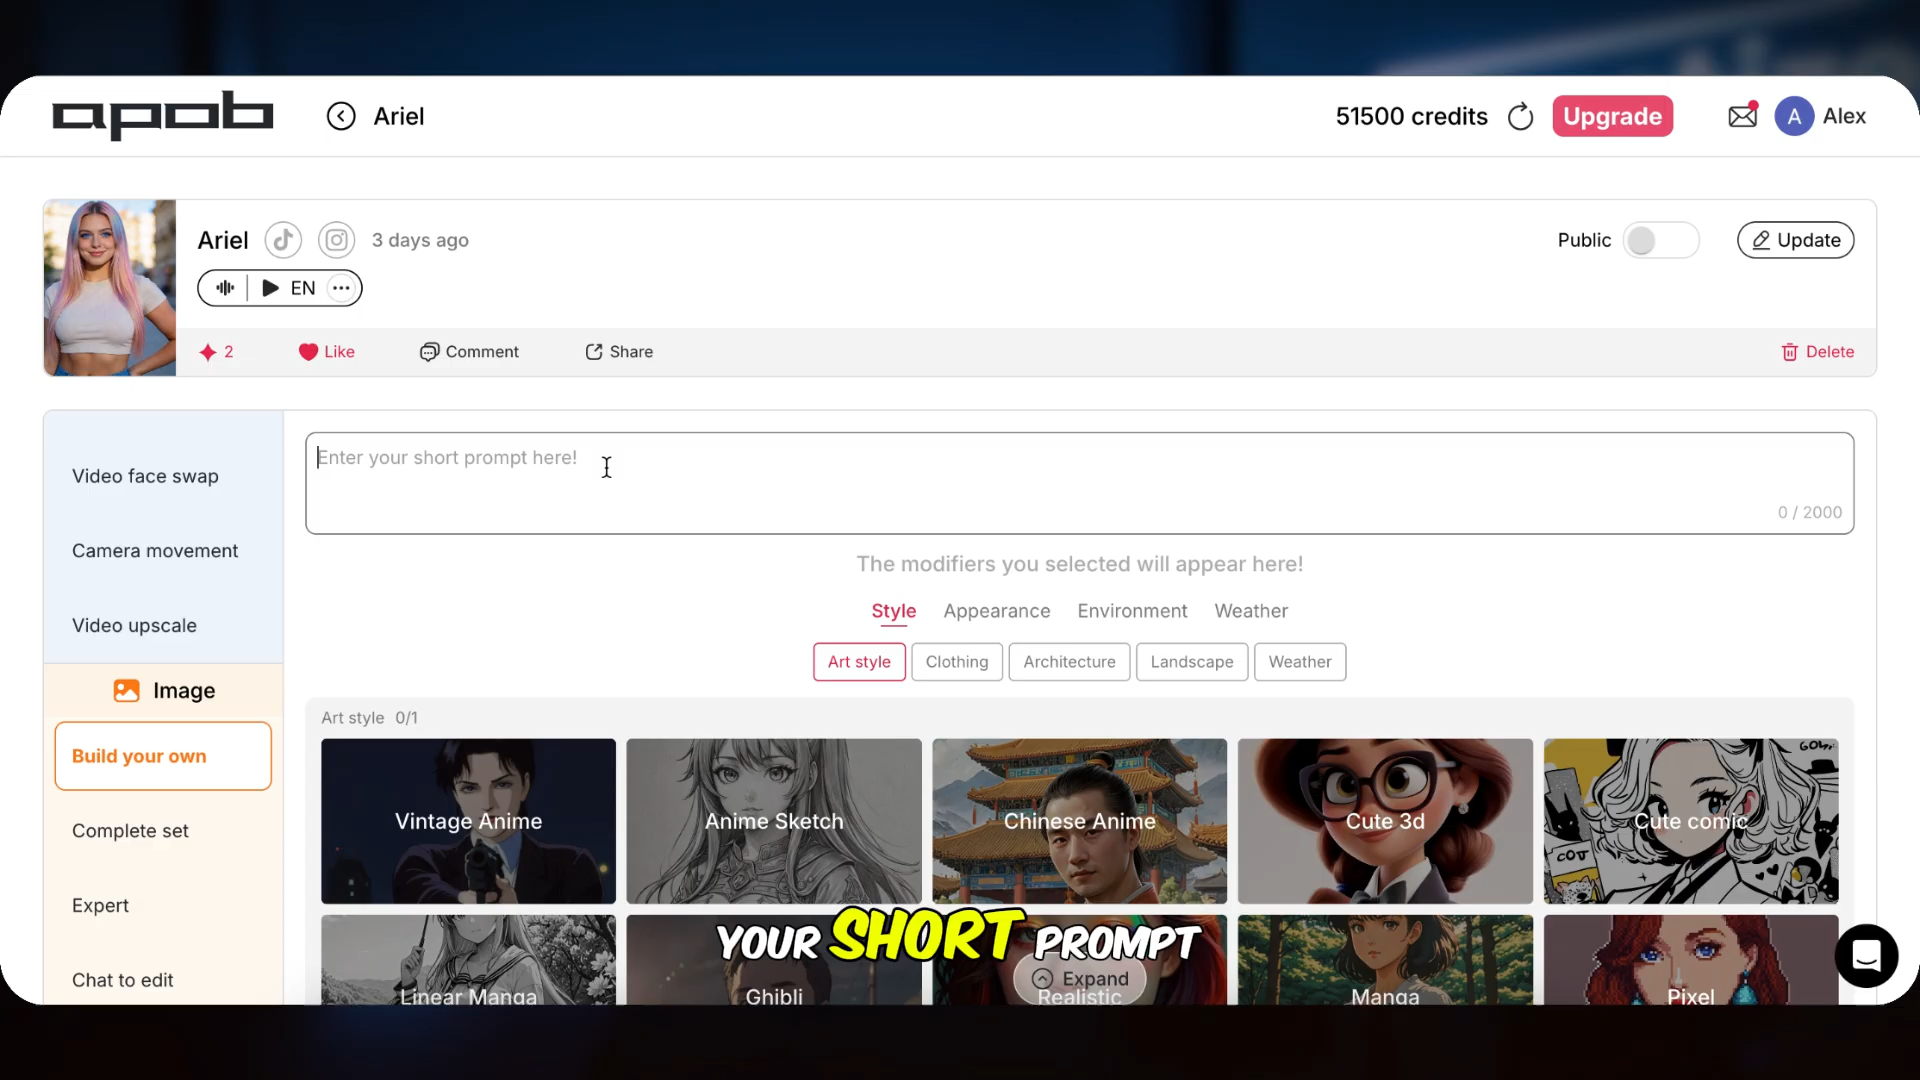 apob
Ariel
51500 credits
Upgrade
A
Alex
Ariel
3 days ago
Public
Update
EN
2
Like
Comment
Share
Delete
Video face swap
Camera movement
Video upscale
Image
Build your own
Complete set
Expert
Chat to edit
Enter your short prompt here!
0 / 2000
The modifiers you selected will appear here!
Style
Appearance
Environment
Weather
Art style
Clothing
Architecture
Landscape
Weather
Art style 0/1
Vintage Anime
Anime Sketch
Chinese Anime
Cute 3d
Cute comic
COT
YOUR SHORT PROMPT
Expand
Linear Manga
Ghibli
Realistic
Manga
Pixel